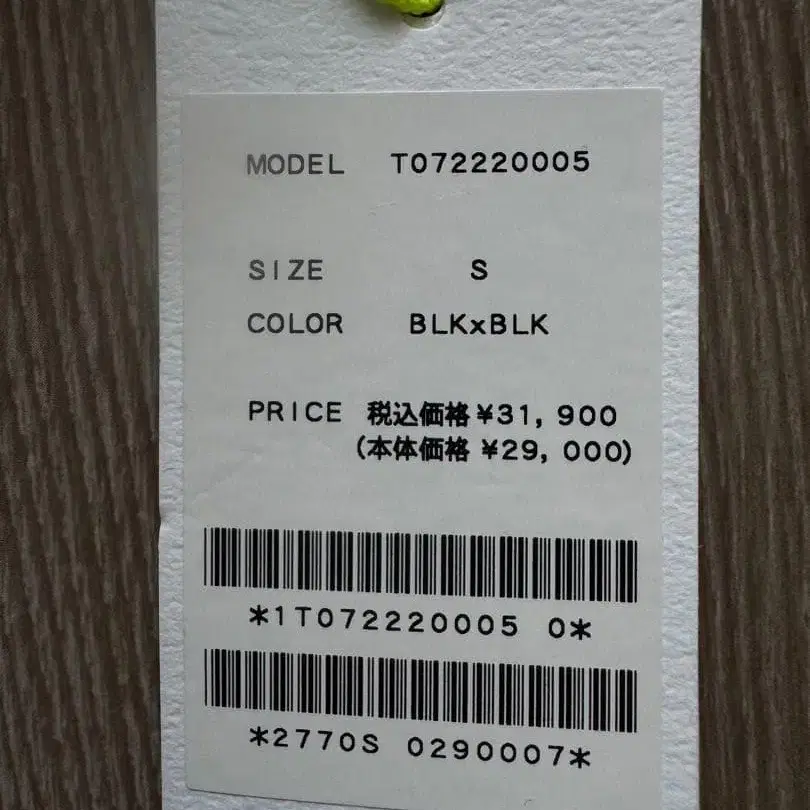 MODEL T072220005
SIZE S
COLOR BLKxBLK
PRICE 税込価格 ¥31,900
(本体価格 ¥29,000)
*1T072220005 0*
*2770S 0290007*